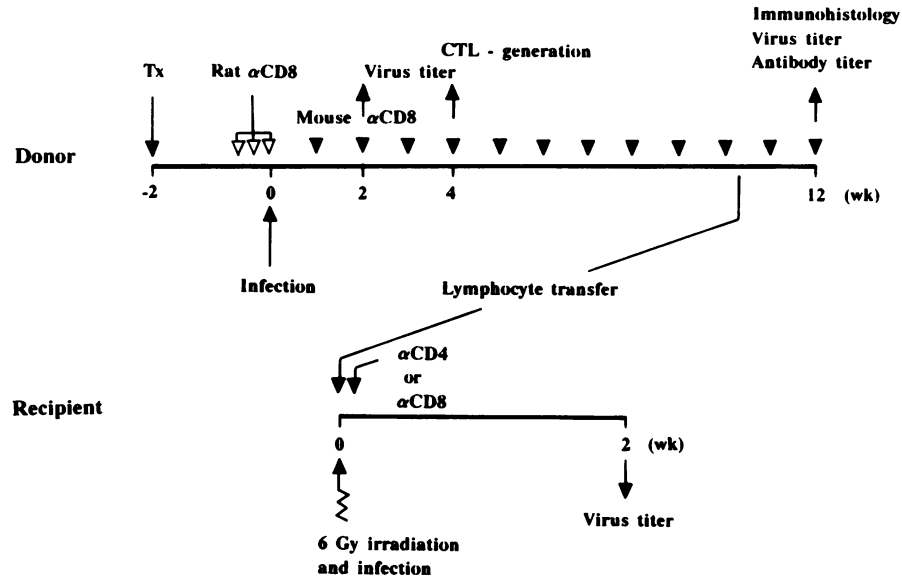 Immunohistology
Virus titer
Antibody titer
CTL - generation
Tx
Rat αCD8
Virus titer
Mouse αCD8
Donor
-2
0
2
4
12 (wk)
Infection
Lymphocyte transfer
αCD4
or
αCD8
Recipient
0
2 (wk)
Virus titer
6 Gy irradiation
and infection